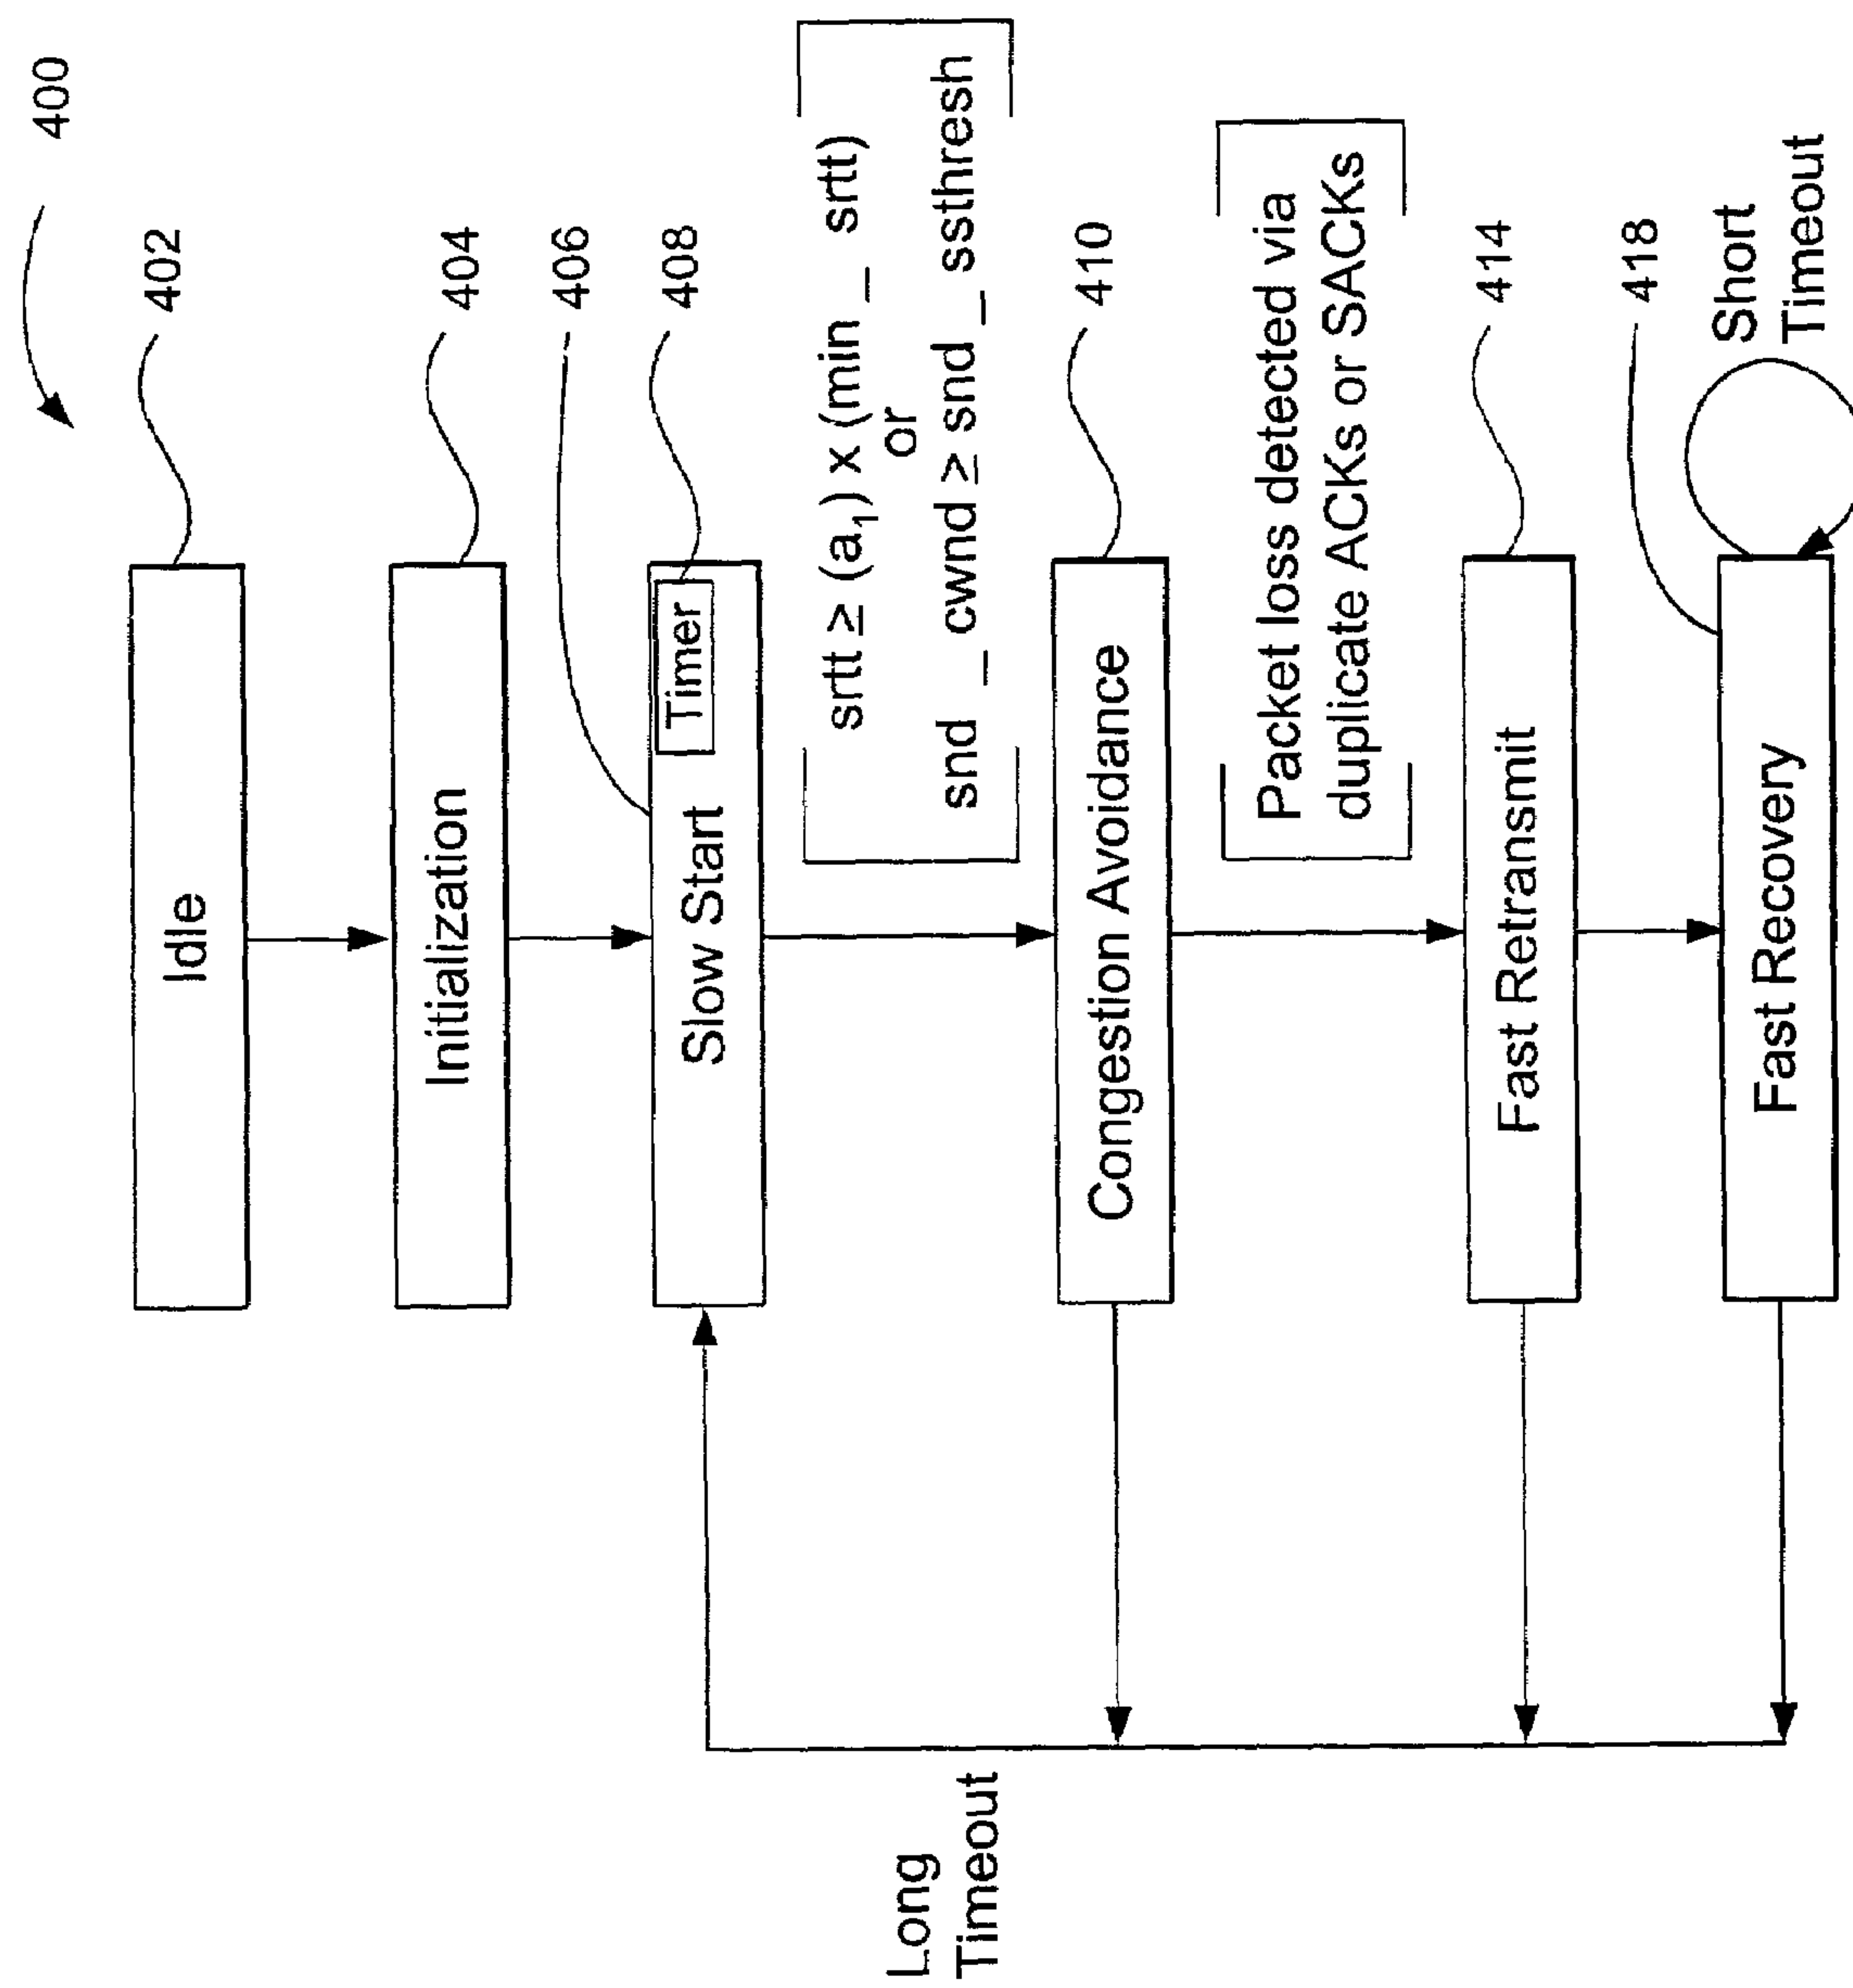 400
Idle
402
Initialization
404
406
Slow Start
Timer
408
srtt ≥ (a₁) x (min _ srtt)
or
snd _ cwnd ≥ snd _ ssthresh
Congestion Avoidance
410
Packet loss detected via
duplicate ACKs or SACKs
Fast Retransmit
414
Fast Recovery
418
Short
Timeout
Long
Timeout